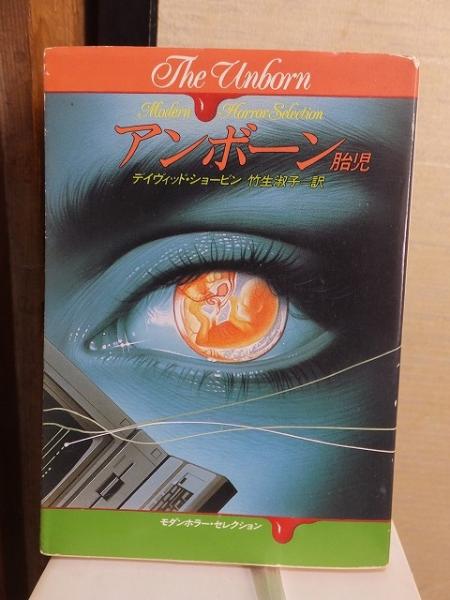 The Unborn
Modern Horror Selection
アンボーン 胎児
デイヴィッド・ショービン 竹生淑子=訳
モダンホラー・セレクション